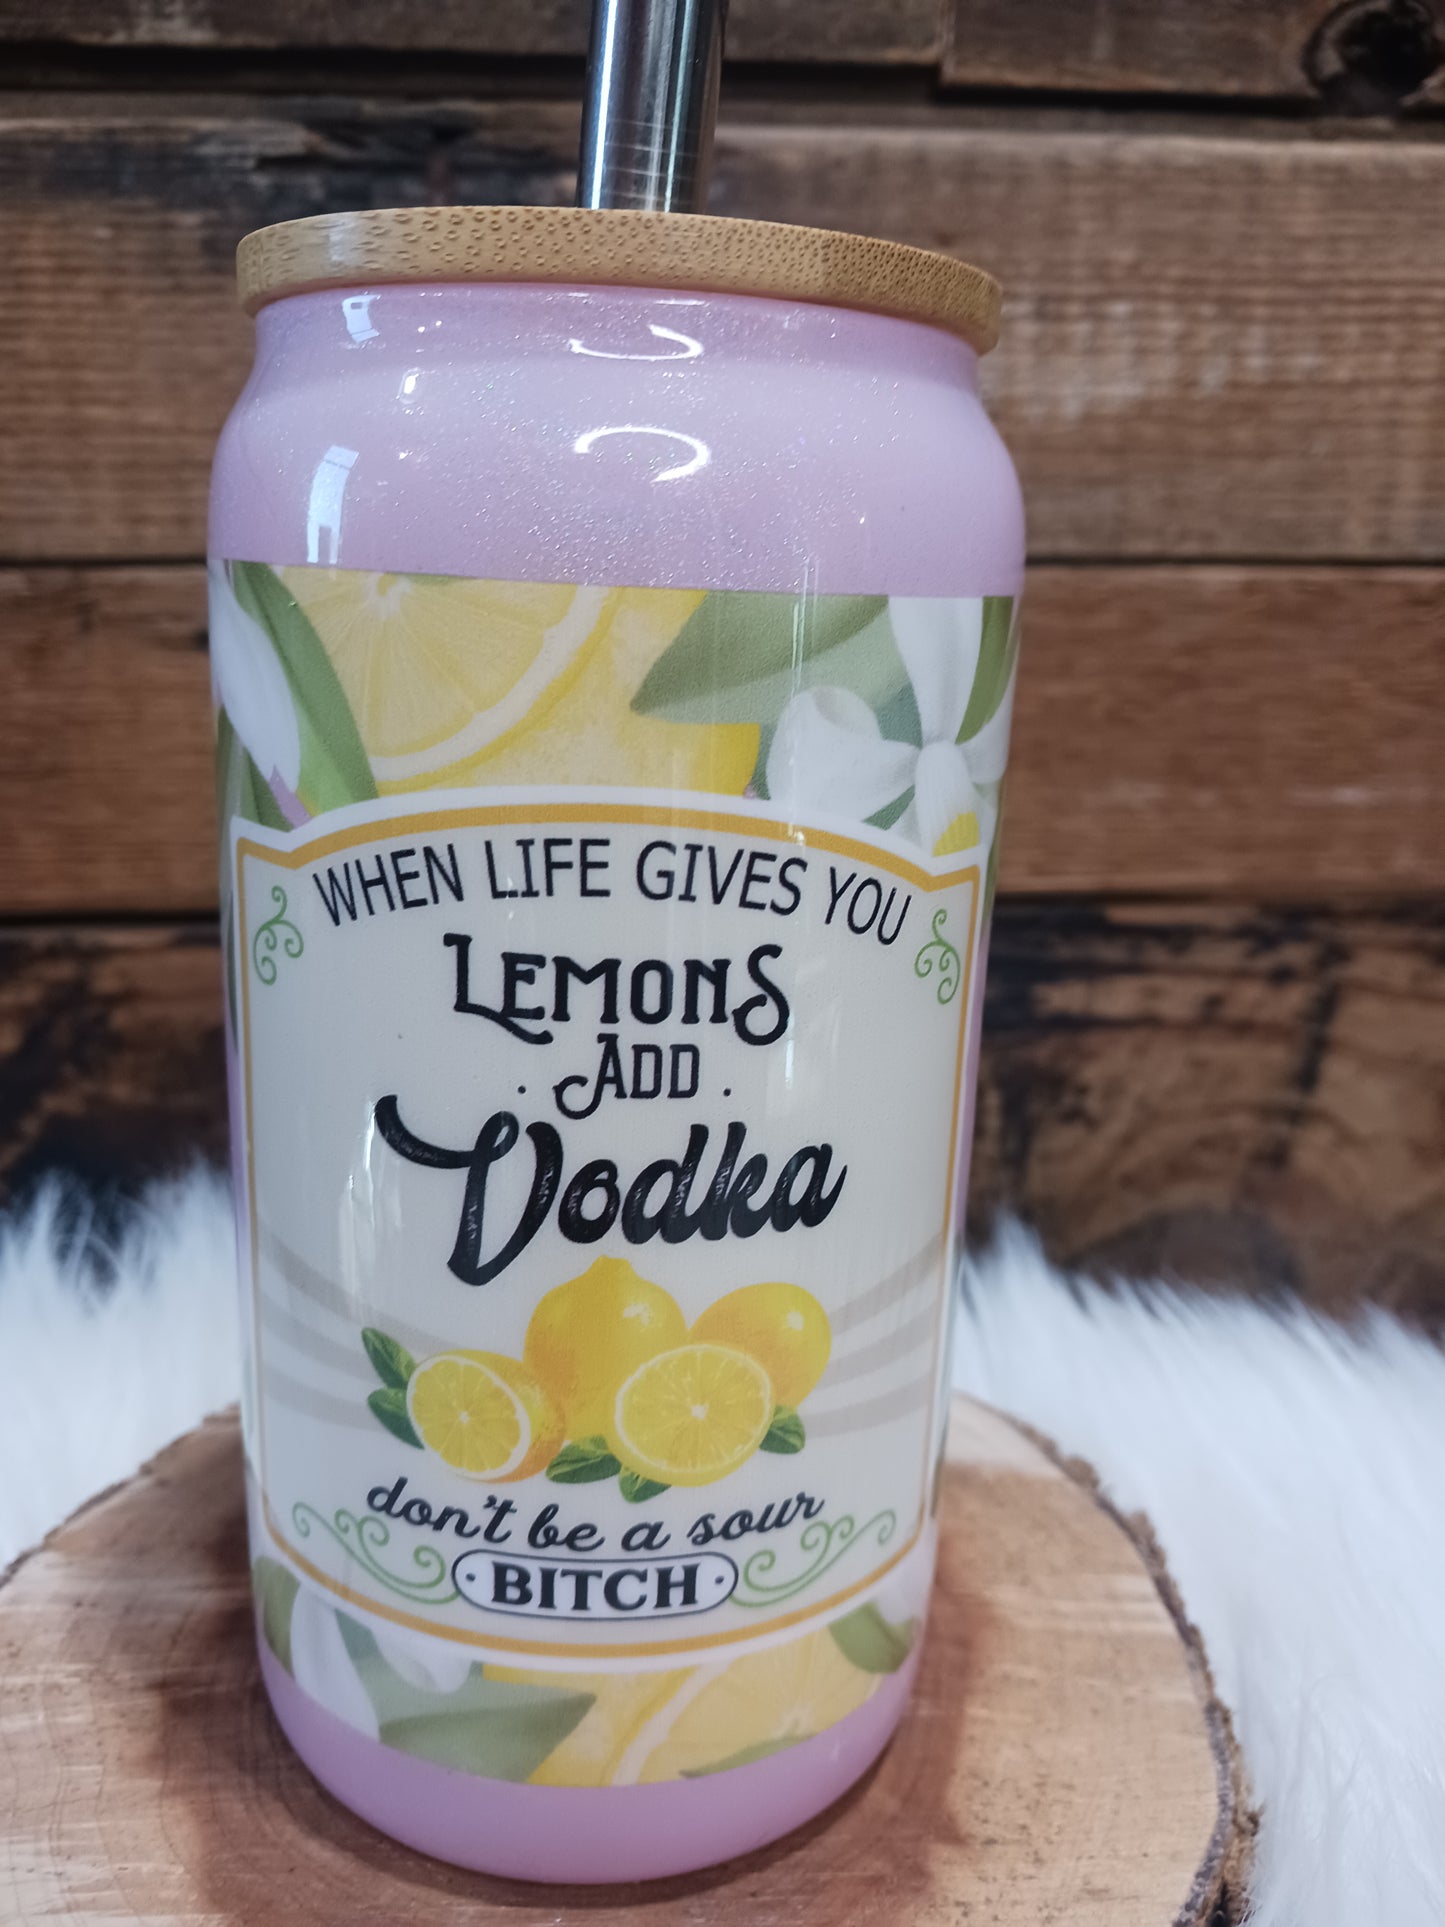 WHEN LIFE GIVES YOU
LEMONS
· ADD ·
Vodka
don't be a sour
· BITCH ·